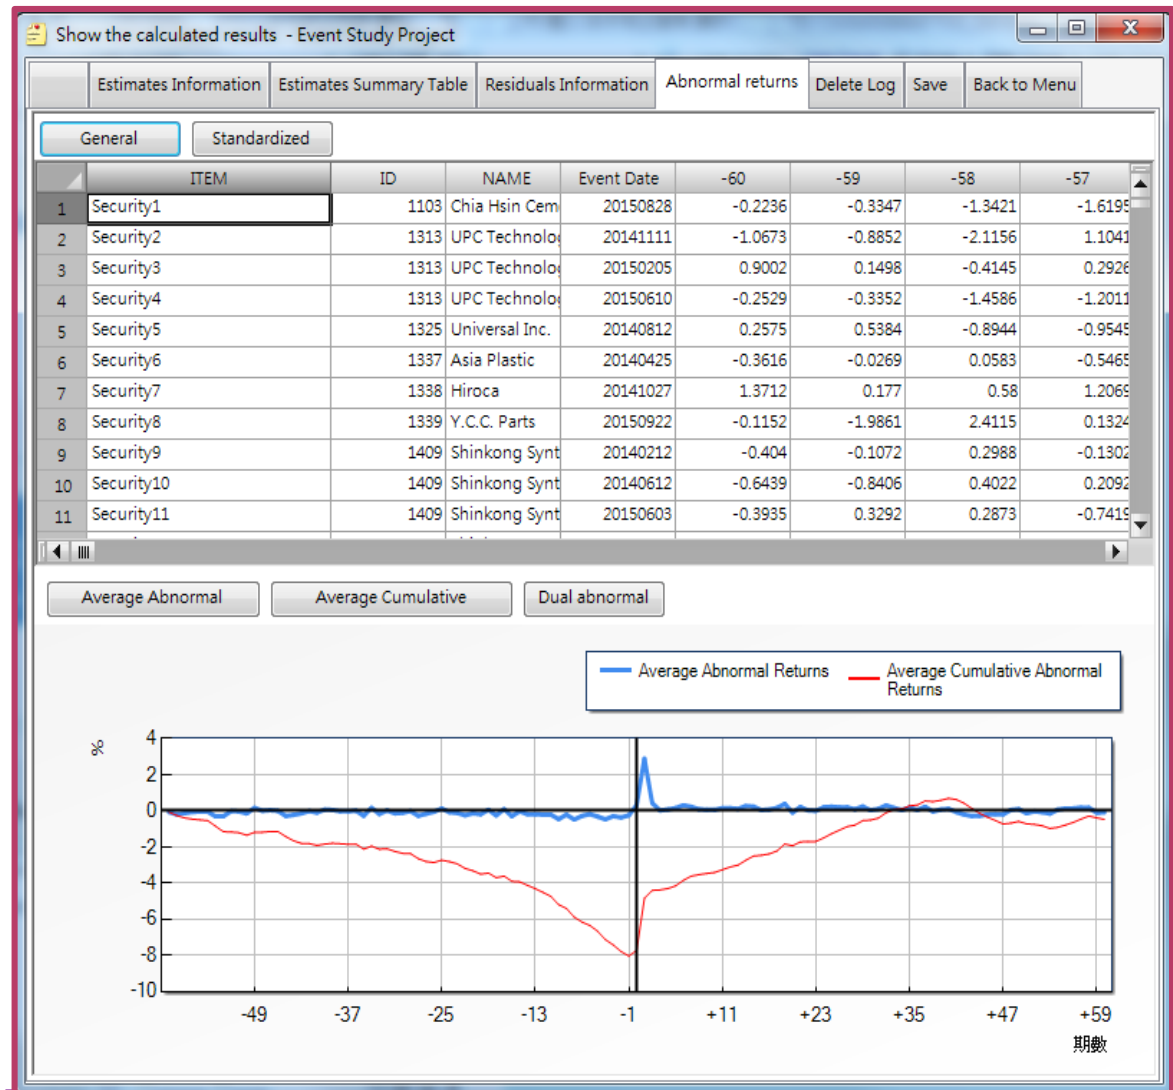 Show the calculated results - Event Study Project
Estimates Information Estimates Summary Table Residuals Information Abnormal returns Delete Log Save Back to Menu
General Standardized
ITEM ID NAME Event Date -60 -59 -58 -57
1 Security1 1103 Chia Hsin Cem 20150828 -0.2236 -0.3347 -1.3421 -1.6195
2 Security2 1313 UPC Technolo 20141111 -1.0673 -0.8852 -2.1156 1.1041
3 Security3 1313 UPC Technolo 20150205 0.9002 0.1498 -0.4145 0.2926
4 Security4 1313 UPC Technolo 20150610 -0.2529 -0.3352 -1.4586 -1.2011
5 Security5 1325 Universal Inc. 20140812 0.2575 0.5384 -0.8944 -0.9545
6 Security6 1337 Asia Plastic 20140425 -0.3616 -0.0269 0.0583 -0.5465
7 Security7 1338 Hiroca 20141027 1.3712 0.177 0.58 1.2069
8 Security8 1339 Y.C.C. Parts 20150922 -0.1152 -1.9861 2.4115 0.1324
9 Security9 1409 Shinkong Synt 20140212 -0.404 -0.1072 0.2988 -0.1302
10 Security10 1409 Shinkong Synt 20140612 -0.6439 -0.8406 0.4022 0.2092
11 Security11 1409 Shinkong Synt 20150603 -0.3935 0.3292 0.2873 -0.7419
Average Abnormal Average Cumulative Dual abnormal
Average Abnormal Returns Average Cumulative Abnormal
Returns
%
4
2
0
-2
-4
-6
-8
-10
-49 -37 -25 -13 -1 +11 +23 +35 +47 +59
期數